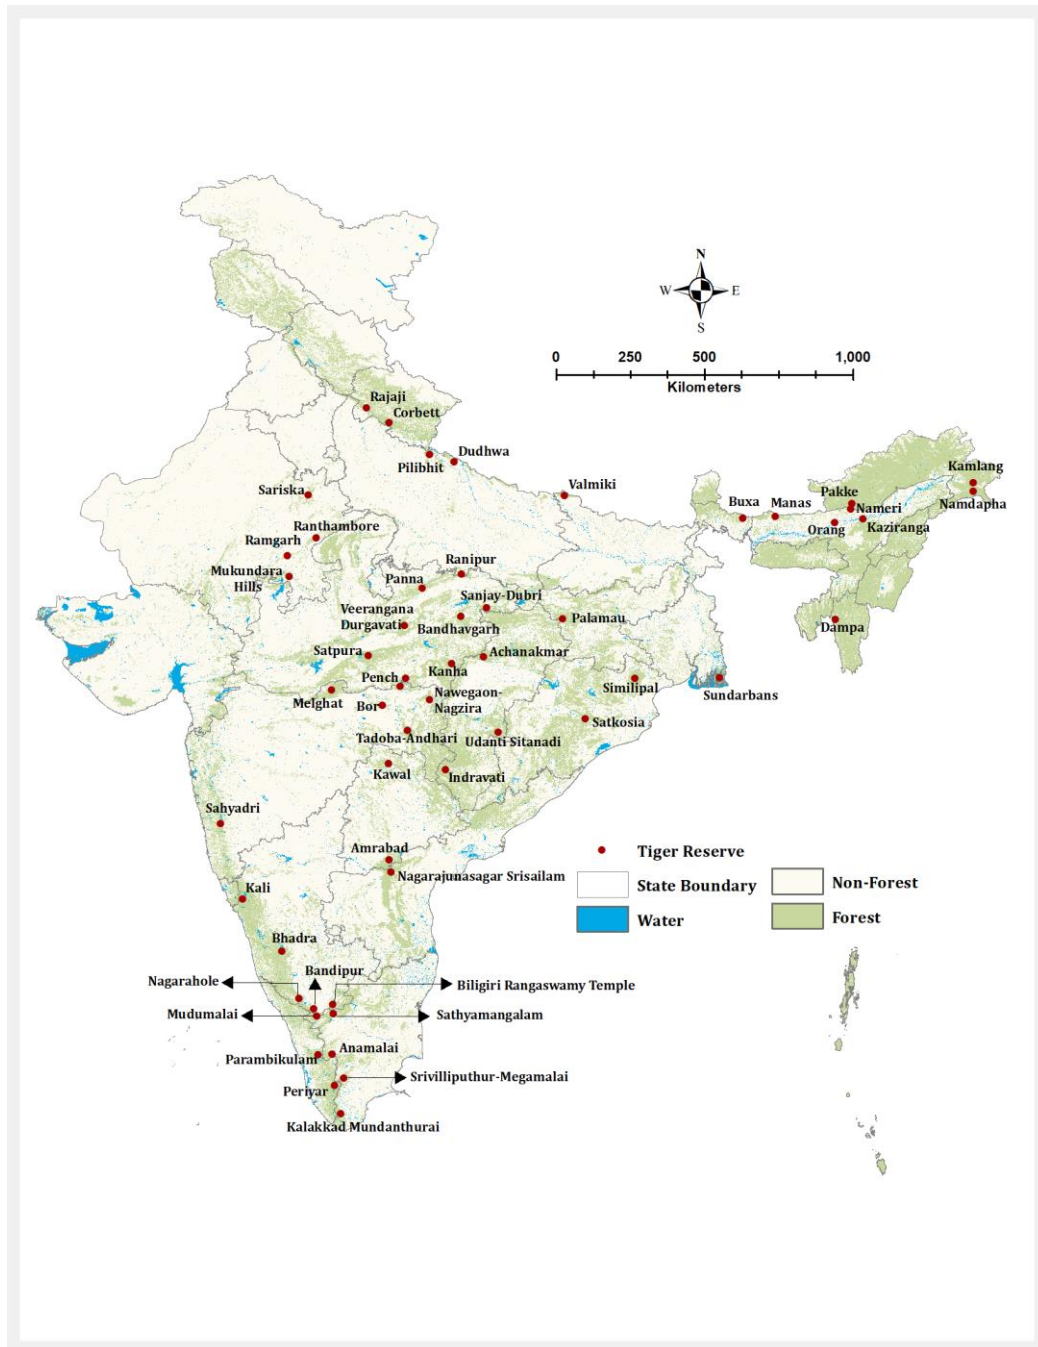 N
W
E
S
0
250
500
1,000
Kilometers
Rajaji
Corbett
Dudhwa
Pilibhit
Kamlang
Sariska
Valmiki
Pakke
Namdapha
Buxa
Manas
Nameri
Ranthambore
Orang
Kaziranga
Ramgarh
Ranipur
Mukundara
Hills
Panna
Sanjay-Dubri
Veerangana
Durgavati
Bandhavgarh
Palamau
Dampa
Satpura
Achanakmar
Kanha
Pench
Similipal
Sundarbans
Melghat
Bor
Nawegaon-
Nagzira
Satkosia
Tadoba-Andhari
Udanti Sitanadi
Kawal
Indravati
Sahyadri
Amrabad
Nagarajunasagar Srisailam
Kali
Bhadra
Bandipur
Nagarahole
Biligiri Rangaswamy Temple
Mudumalai
Sathyamangalam
Anamalai
Parambikulam
Srivilliputhur-Megamalai
Periyar
Kalakkad Mundanthurai
Tiger Reserve
State Boundary
Non-Forest
Water
Forest